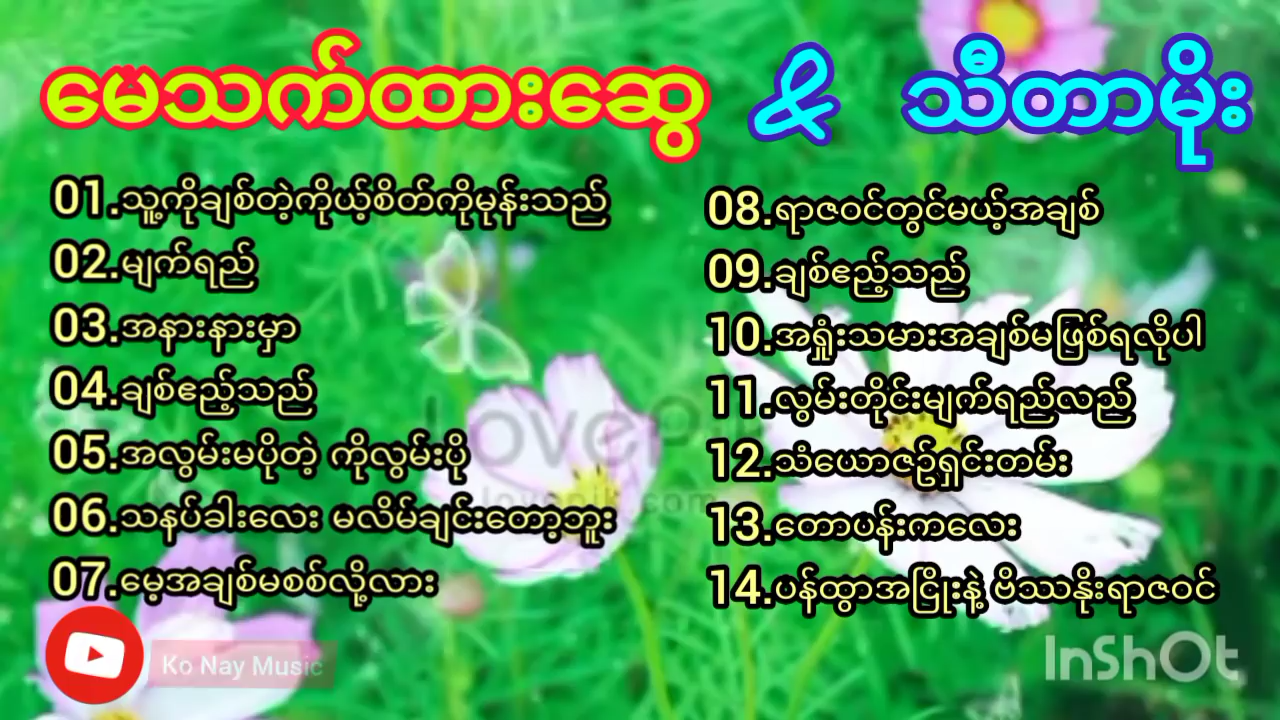 မေသက်ထားဆွေ & သီတာမိုး
01.သူ့ကိုချစ်တဲ့ကိုယ့်စိတ်ကိုမုန်းသည်
02.မျက်ရည်
03.အနားနားမှာ
04.ချစ်ဧည့်သည်
05.အလွမ်းမပိုတဲ့ ကိုလွမ်းပို
06.သနပ်ခါးလေး မလိမ်ချင်းတော့ဘူး
07.မေ့အချစ်မစစ်လို့လား
08.ရာဇဝင်တွင်မယ့်အချစ်
09.ချစ်ဧည့်သည်
10.အရှုံးသမားအချစ်မဖြစ်ရလိုပါ
11.လွမ်းတိုင်းမျက်ရည်လည်
12.သံယောဇဥ်ရှင်းတမ်း
13.တောပန်းကလေး
14.ပန်ထွာအငြိုးနဲ့ ဗိဿနိုးရာဇဝင်
Ko Nay Music
InShOt
LovePik
lovepik.com